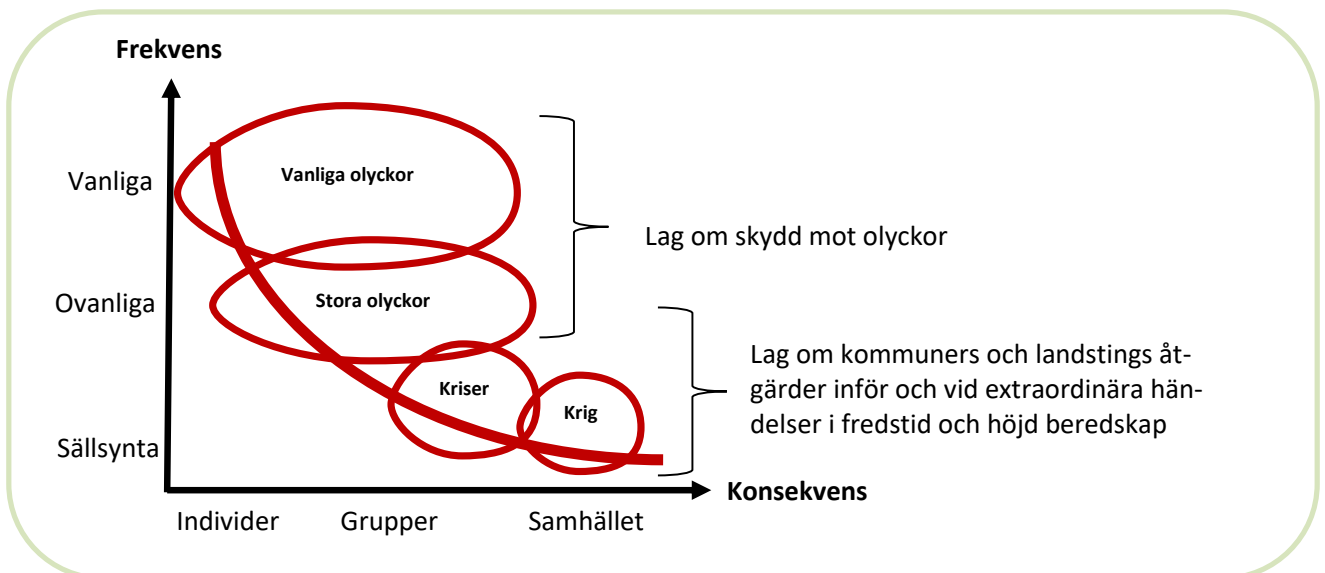 Frekvens
Vanliga
Vanliga olyckor
Lag om skydd mot olyckor
Ovanliga
Stora olyckor
Lag om kommuners och landstings åt-
gärder inför och vid extraordinära hän-
delser i fredstid och höjd beredskap
Kriser
Krig
Sällsynta
Konsekvens
Individer
Grupper
Samhället